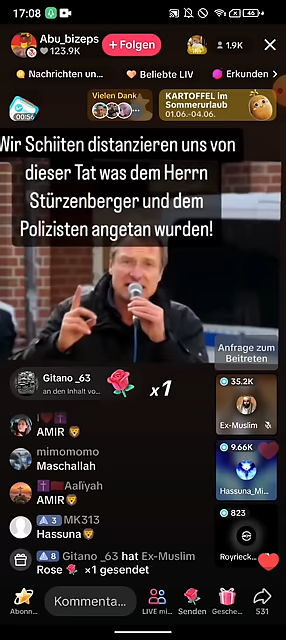 17:08
46
Abu_bizeps
123.9K
+ Folgen
1.9K
Nachrichten un...
Beliebte LIV
Erkunden
00:56
Vielen Dank
KARTOFFEL im
Sommerurlaub
01.06.-04.06.
Wir Schiiten distanzieren uns von
dieser Tat was dem Herrn
Stürzenberger und dem
Polizisten angetan wurden!
Anfrage zum
Beitreten
Gitano _63
an den Inhalt vo...
x1
35.2K
Ex-Muslim
AMIR
mimomomo
Maschallah
9.66K
Hassuna_Mi...
Aaliyah
AMIR
3 MK313
Hassuna
823
Royrieck...
8 Gitano _63 hat Ex-Muslim
Rose x1 gesendet
Abonn...
Kommenta...
LIVE mi...
Senden
Gesche...
531